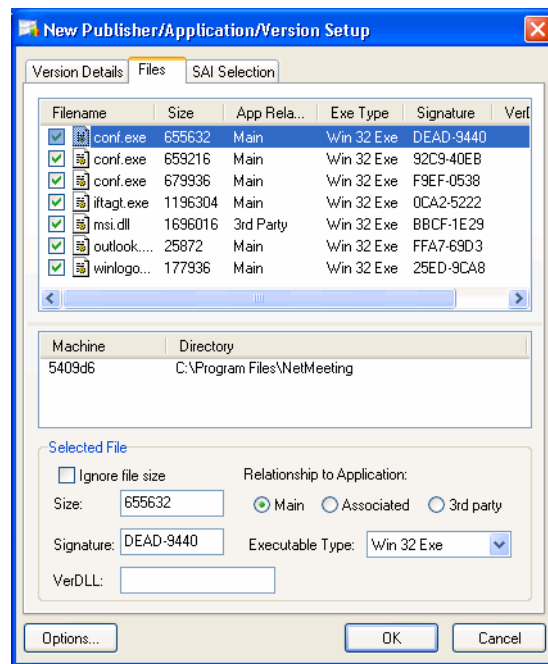 New Publisher/Application/Version Setup
Version Details Files SAI Selection
Filename Size App Rela... Exe Type Signature
conf.exe 655632 Main Win 32 Exe DEAD-9440
conf.exe 659216 Main Win 32 Exe 92C9-40EB
conf.exe 679936 Main Win 32 Exe F9EF-0538
iftagt.exe 1196304 Main Win 32 Exe 0CA2-5222
msi.dll 1696016 3rd Party Win 32 Exe BBCF-1E29
outlook.... 25872 Main Win 32 Exe FFA7-69D3
winlogo... 177936 Main Win 32 Exe 25ED-9CA8
Machine Directory
5409d6 C:\Program Files\NetMeeting
Selected File
Ignore file size Relationship to Application:
Size: 655632 Main Associated 3rd party
Signature: DEAD-9440 Executable Type: Win 32 Exe
VerDLL:
Options... OK Cancel